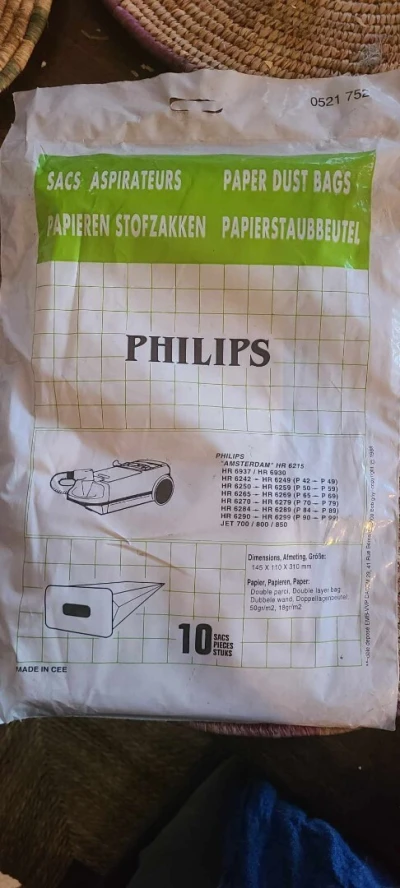 0521 752
SACS ASPIRATEURS PAPER DUST BAGS
PAPIEREN STOFZAKKEN PAPIERSTAUBBEUTEL
PHILIPS
PHILIPS
"AMSTERDAM" HR 6215
HR 6937 / HR 6930
HR 6242 – HR 6249 (P 42 – P 49)
HR 6250 – HR 6259 (P 50 – P 59)
HR 6265 – HR 6269 (P 65 – P 69)
HR 6270 – HR 6279 (P 70 – P 79)
HR 6284 – HR 6289 (P 84 – P 89)
HR 6290 – HR 6299 (P 90 – P 99)
JET 700 / 800 / 850
Dimensions, Afmeting, Größe:
145 X 110 X 310 mm
Papier, Papieren, Paper:
Double paroi, Double layer bag
Dubbele wand, Doppellagenbeutel
50gr/m2, 18gr/m2
10 SACS
PIECES
STUKS
MADE IN CEE